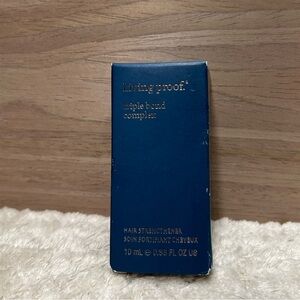 living proof.
triple bond
complex
HAIR STRENGTHENER
SOIN FORTIFIANT CHEVEUX
10 mL e 0.33 FL OZ US